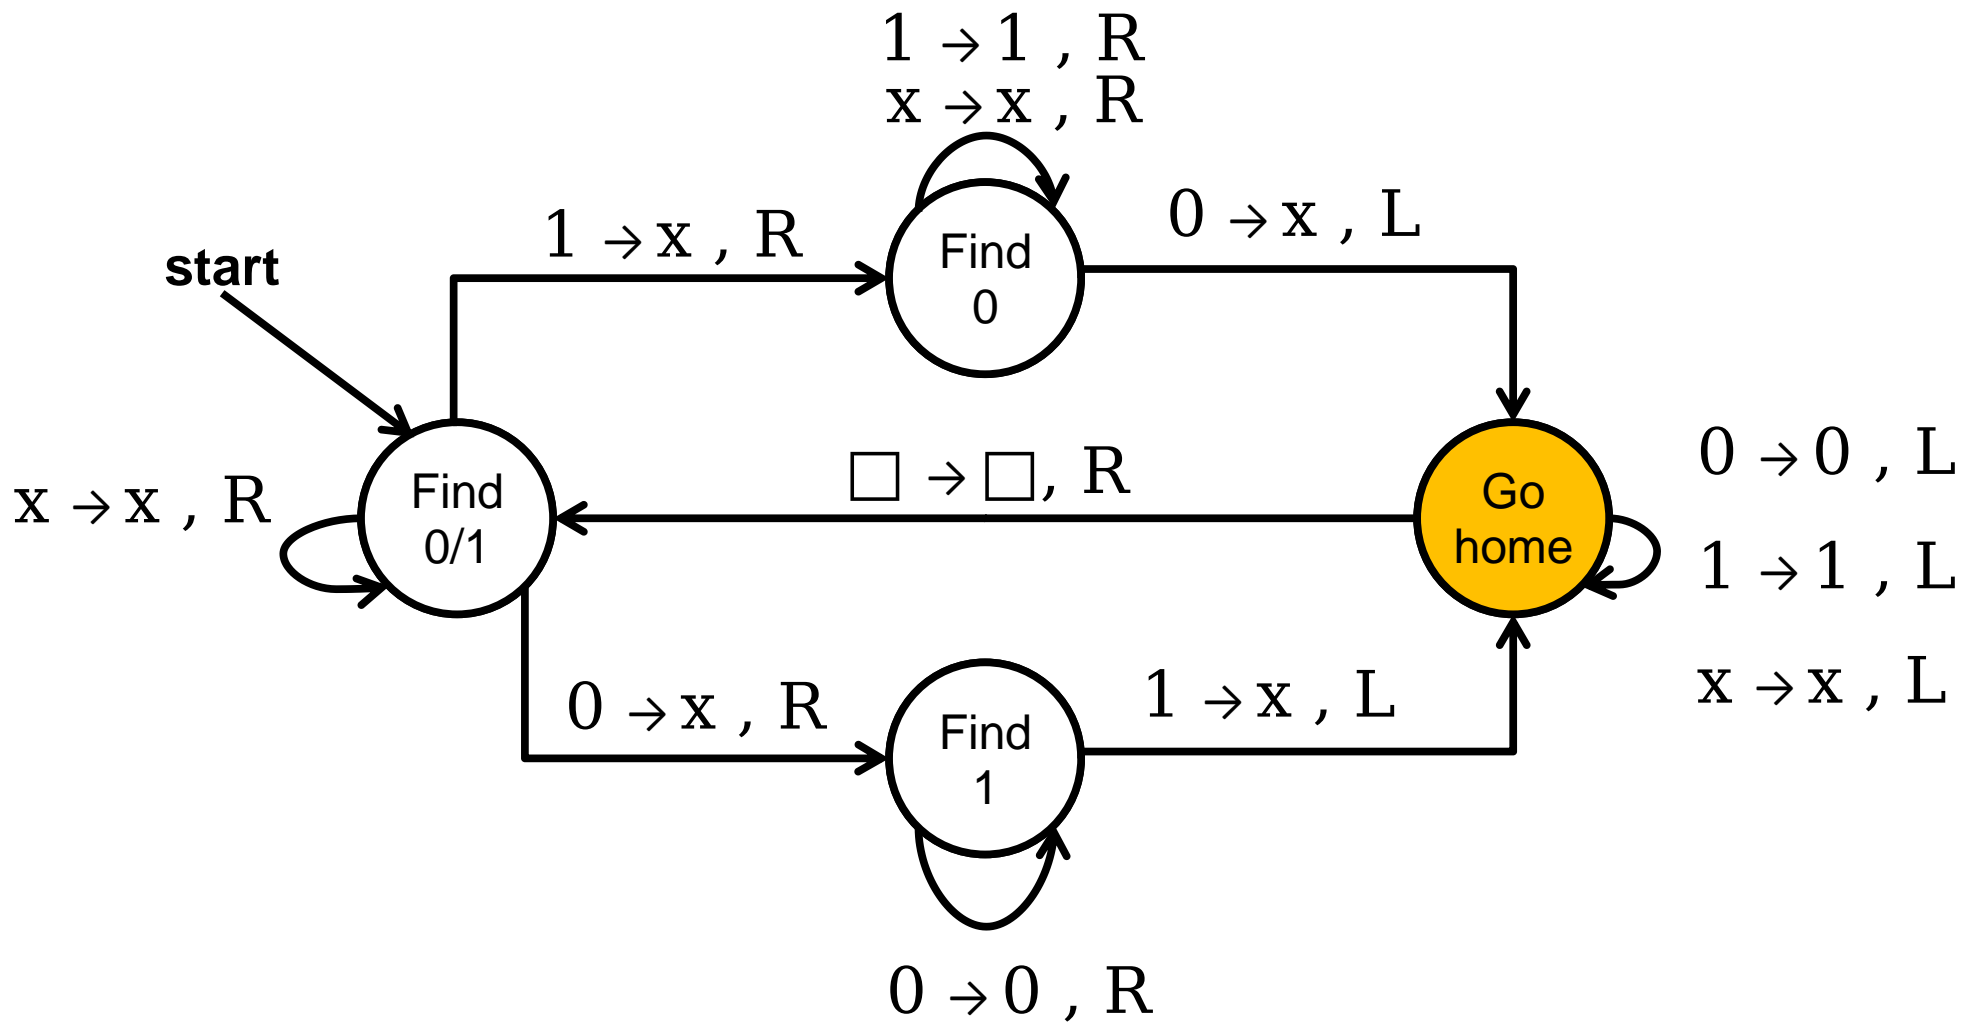 1 → 1 , R
x → x , R
0 → x , L
1 → x , R
start
Find
0
□ → □, R
0 → 0 , L
x → x , R
Find
0/1
Go
home
1 → 1 , L
0 → x , R
1 → x , L
x → x , L
Find
1
0 → 0 , R